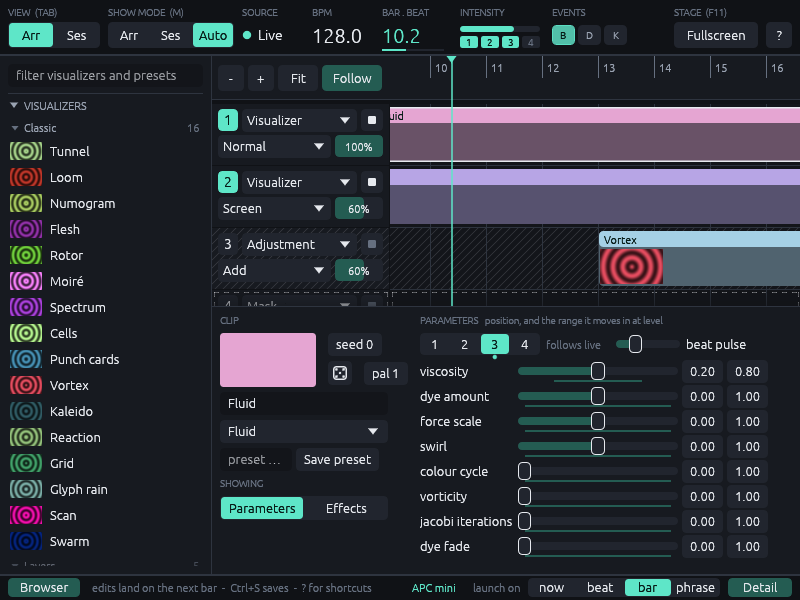 VIEW (TAB) SHOW MODE (M) SOURCE BPM BAR . BEAT INTENSITY EVENTS STAGE (F11)
Arr Ses Arr Ses Auto Live 128.0 10.2 1 2 3 4 B D K Fullscreen ?
filter visualizers and presets
- + Fit Follow
10 11 12 13 14 15 16
VISUALIZERS
Classic 16
Tunnel
Loom
Numogram
Flesh
Rotor
Moiré
Spectrum
Cells
Punch cards
Vortex
Kaleido
Reaction
Grid
Glyph rain
Scan
Swarm
1 Visualizer
Normal 100%
uid
2 Visualizer
Screen 60%
3 Adjustment
Add 60%
Vortex
4 Mask
CLIP
seed 0
pal 1
Fluid
Fluid
preset ... Save preset
SHOWING
Parameters Effects
PARAMETERS position, and the range it moves in at level
1 2 3 4 follows live beat pulse
viscosity 0.20 0.80
dye amount 0.00 1.00
force scale 0.00 1.00
swirl 0.00 1.00
colour cycle 0.00 1.00
vorticity 0.00 1.00
jacobi iterations 0.00 1.00
dye fade 0.00 1.00
Browser edits land on the next bar - Ctrl+S saves - ? for shortcuts APC mini launch on now beat bar phrase Detail